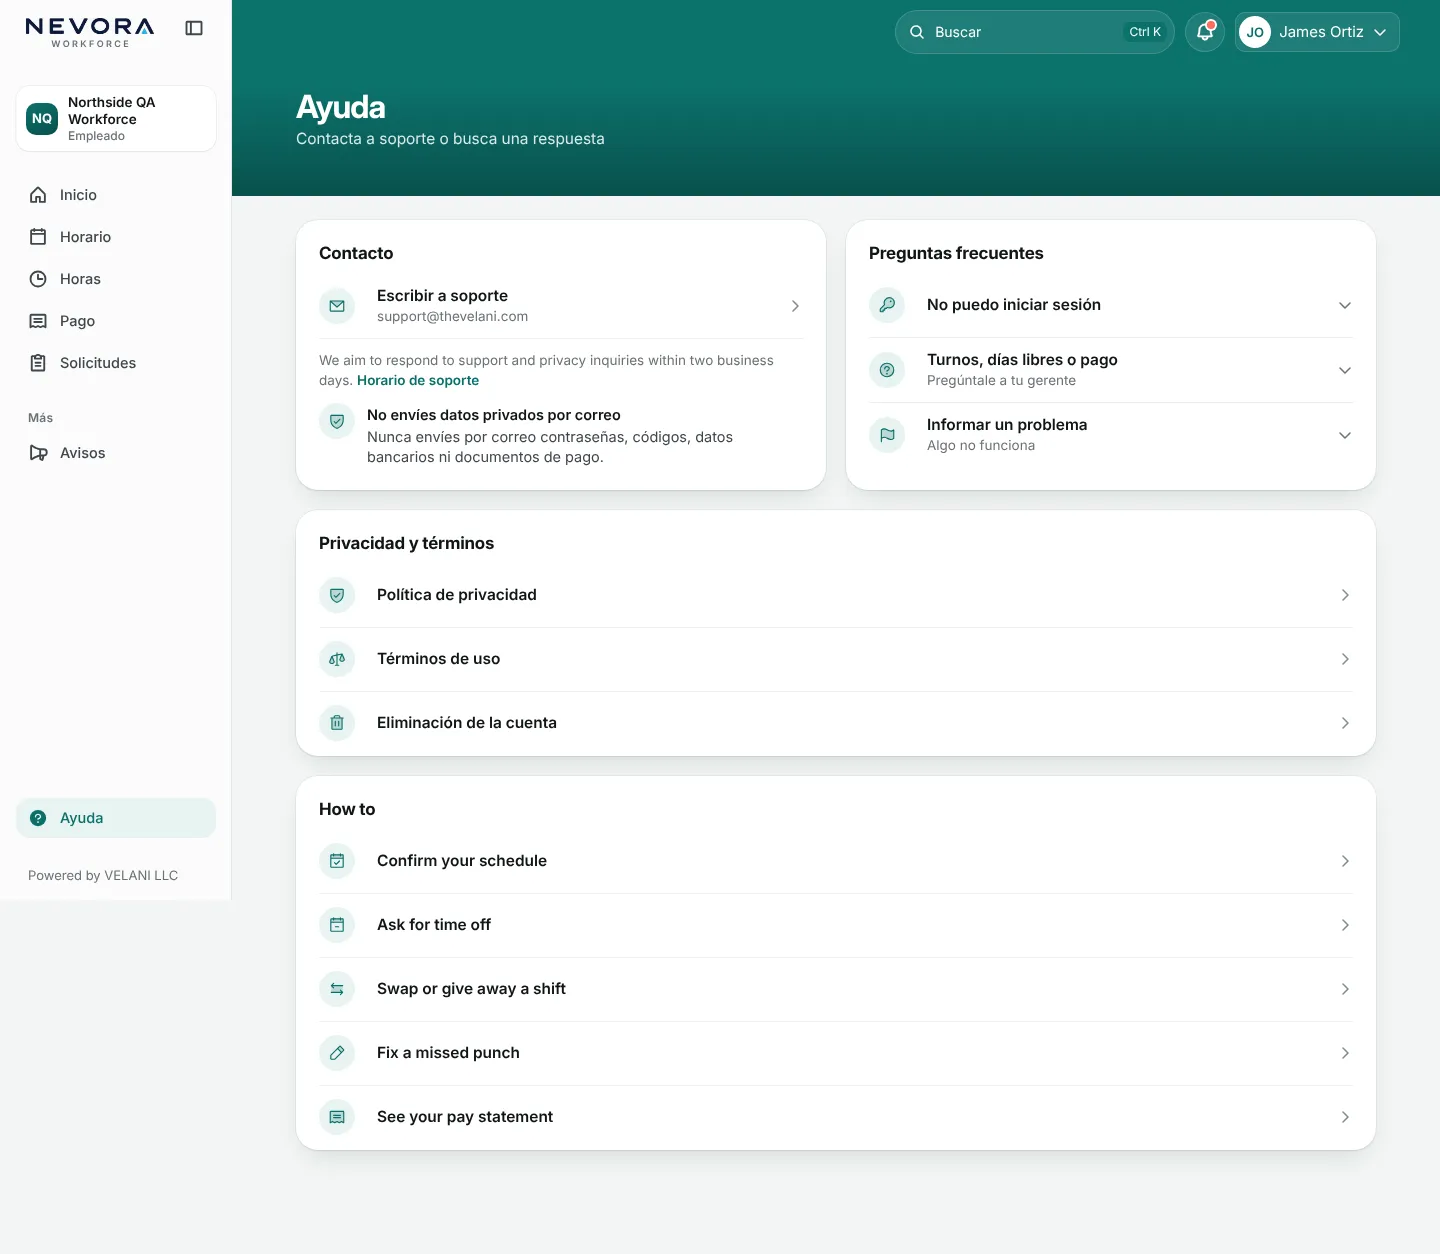 NEVORA
WORKFORCE
NQ
Northside QA
Workforce
Empleado
Inicio
Horario
Horas
Pago
Solicitudes
Más
Avisos
Ayuda
Powered by VELANI LLC
Buscar
Ctrl K
JO
James Ortiz
Ayuda
Contacta a soporte o busca una respuesta
Contacto
Escribir a soporte
support@thevelani.com
We aim to respond to support and privacy inquiries within two business
days. Horario de soporte
No envíes datos privados por correo
Nunca envíes por correo contraseñas, códigos, datos
bancarios ni documentos de pago.
Preguntas frecuentes
No puedo iniciar sesión
Turnos, días libres o pago
Pregúntale a tu gerente
Informar un problema
Algo no funciona
Privacidad y términos
Política de privacidad
Términos de uso
Eliminación de la cuenta
How to
Confirm your schedule
Ask for time off
Swap or give away a shift
Fix a missed punch
See your pay statement